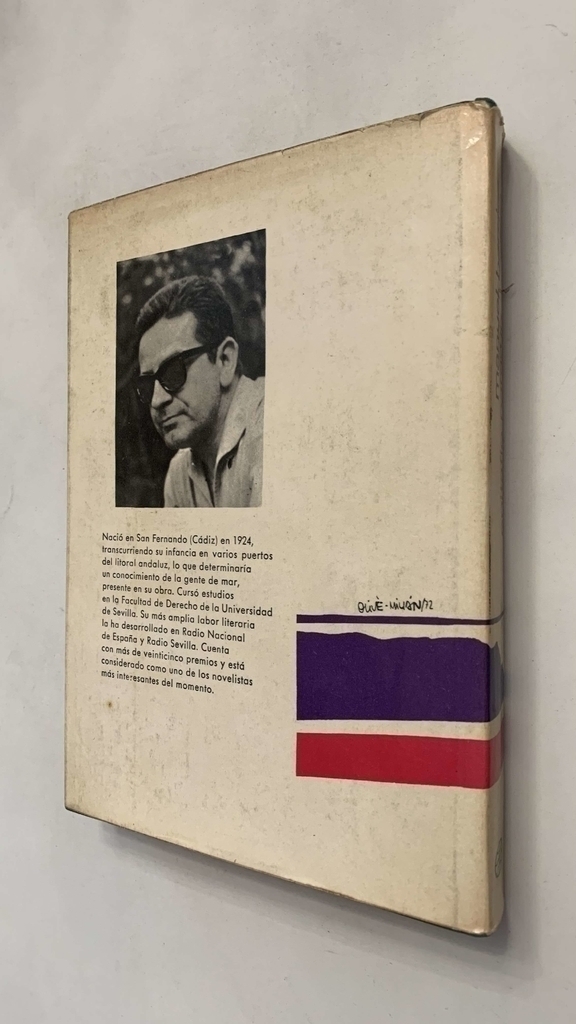 Nació en San Fernando (Cádiz) en 1924,
transcurriendo su infancia en varios puertos
del litoral andaluz, lo que determinaría
un conocimiento de la gente de mar,
presente en su obra. Cursó estudios
en la Facultad de Derecho de la Universidad
de Sevilla. Su más amplia labor literaria
la ha desarrollado en Radio Nacional
de España y Radio Sevilla. Cuenta
con más de veinticinco premios y está
considerado como uno de los novelistas
más interesantes del momento.
OLIVÈ-MILIÁN/72